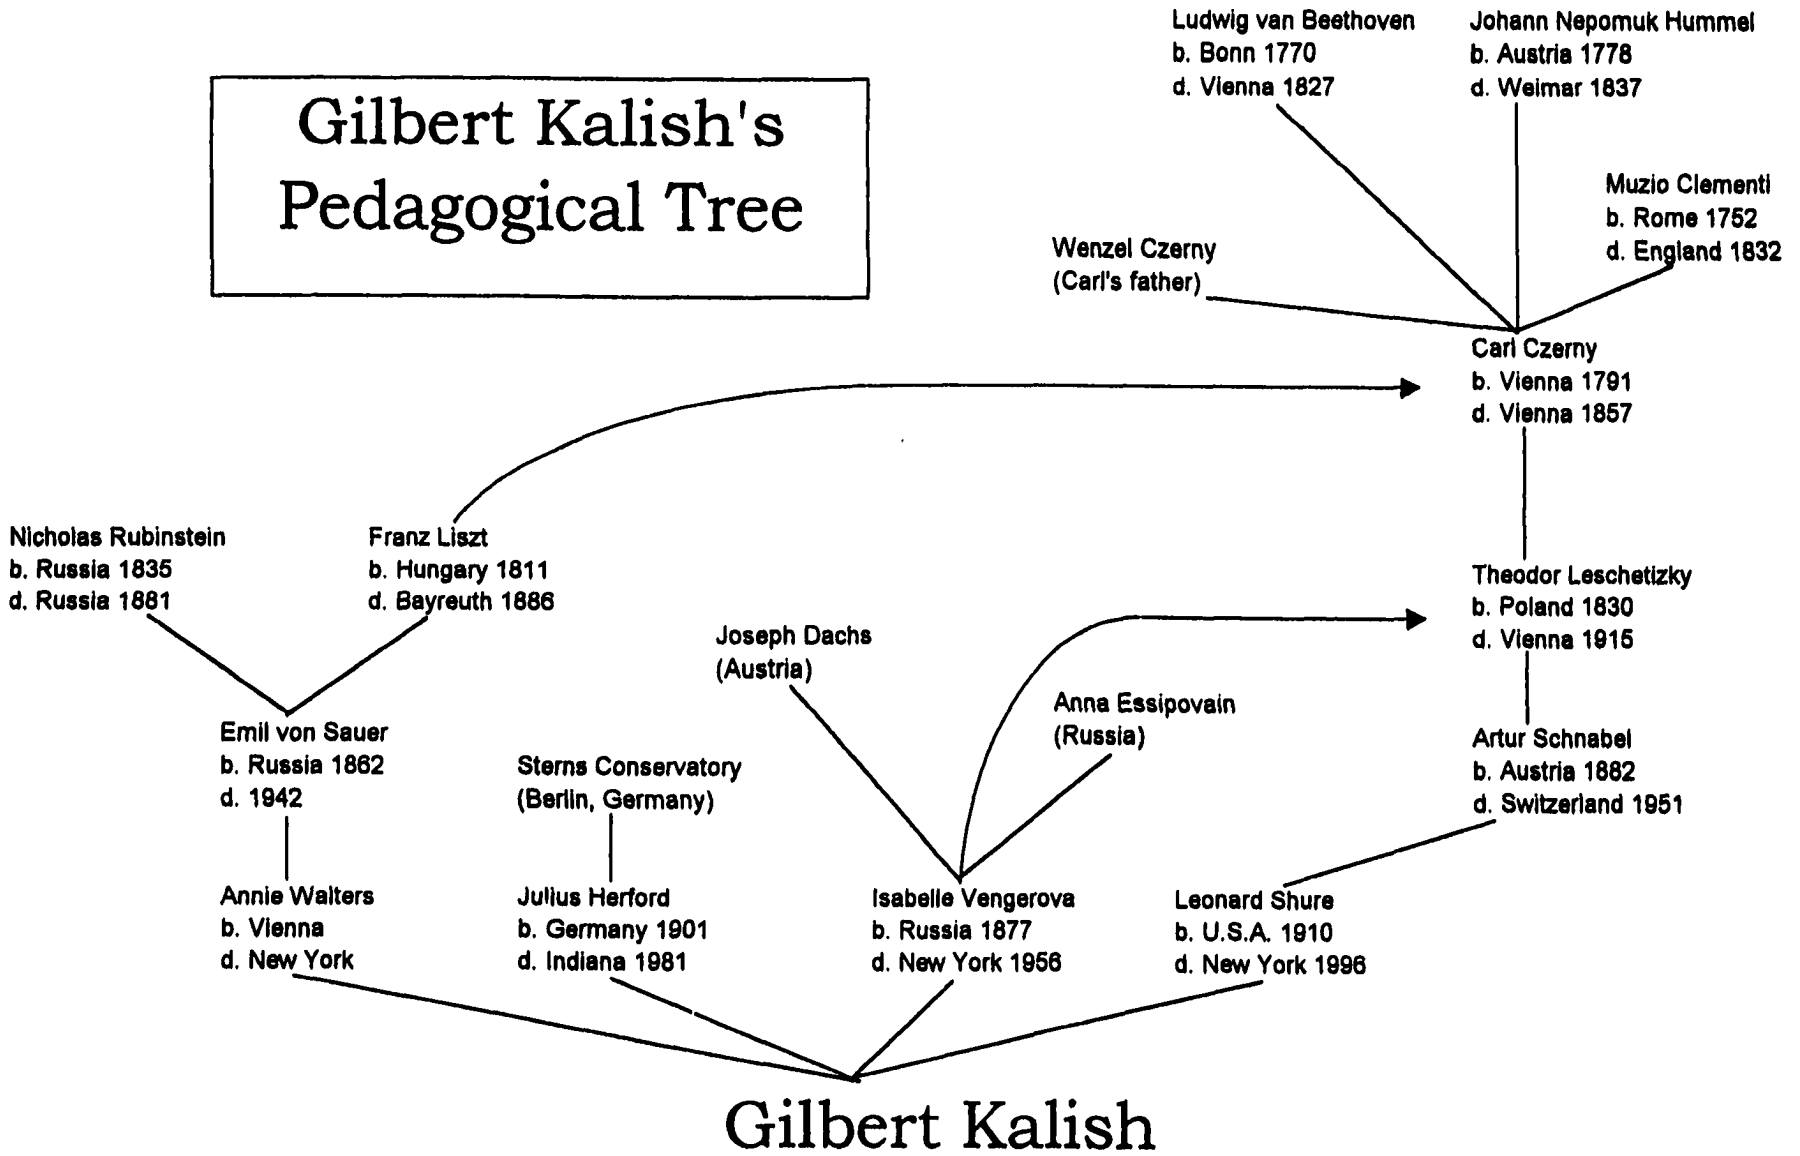 Gilbert Kalish's
Pedagogical Tree
Ludwig van Beethoven
b. Bonn 1770
d. Vienna 1827
Johann Nepomuk Hummel
b. Austria 1778
d. Weimar 1837
Muzio Clementi
b. Rome 1752
d. England 1832
Wenzel Czerny
(Carl's father)
Carl Czerny
b. Vienna 1791
d. Vienna 1857
Nicholas Rubinstein
b. Russia 1835
d. Russia 1881
Franz Liszt
b. Hungary 1811
d. Bayreuth 1886
Theodor Leschetizky
b. Poland 1830
d. Vienna 1915
Joseph Dachs
(Austria)
Anna Essipovain
(Russia)
Emil von Sauer
b. Russia 1862
d. 1942
Sterns Conservatory
(Berlin, Germany)
Artur Schnabel
b. Austria 1882
d. Switzerland 1951
Annie Walters
b. Vienna
d. New York
Julius Herford
b. Germany 1901
d. Indiana 1981
Isabelle Vengerova
b. Russia 1877
d. New York 1956
Leonard Shure
b. U.S.A. 1910
d. New York 1996
Gilbert Kalish